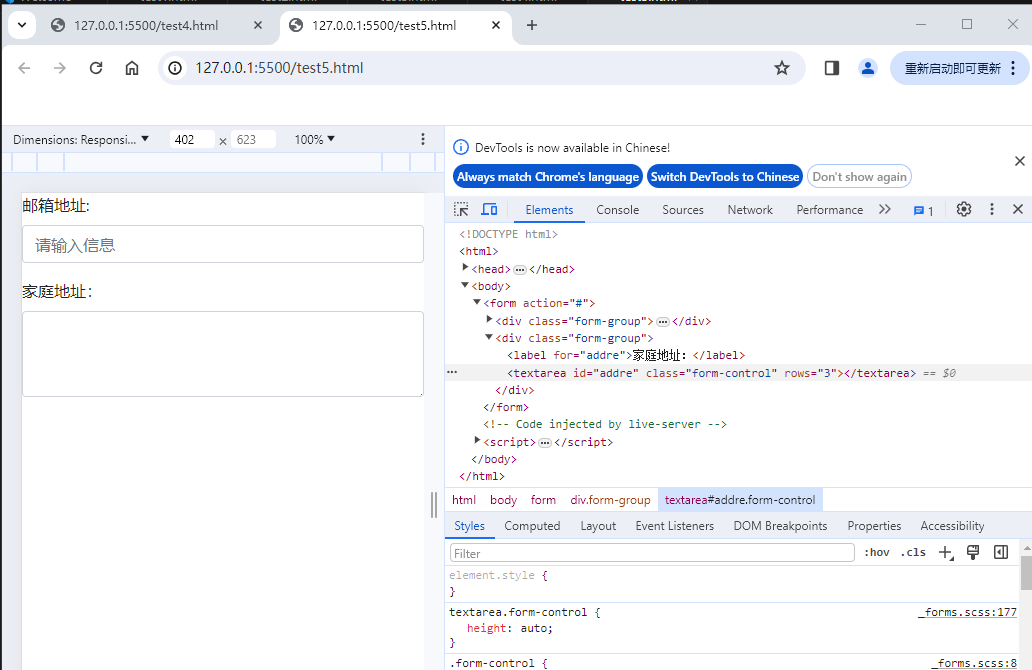 127.0.0.1:5500/test4.html
127.0.0.1:5500/test5.html
127.0.0.1:5500/test5.html
重新启动即可更新
Dimensions: Responsi... 402 × 623 100%
邮箱地址:
请输入信息
家庭地址：
DevTools is now available in Chinese!
Always match Chrome's language
Switch DevTools to Chinese
Don't show again
Elements Console Sources Network Performance 1
<!DOCTYPE html>
<html>
<head> ... </head>
<body>
<form action="#">
<div class="form-group"> ... </div>
<div class="form-group">
<label for="addre">家庭地址：</label>
... <textarea id="addre" class="form-control" rows="3"></textarea> == $0
</div>
</form>
<!-- Code injected by live-server -->
<script> ... </script>
</body>
</html>
html body form div.form-group textarea#addre.form-control
Styles Computed Layout Event Listeners DOM Breakpoints Properties Accessibility
Filter :hov .cls
element.style {
}
textarea.form-control { _forms.scss:177
height: auto;
}
.form-control { _forms.scss:8